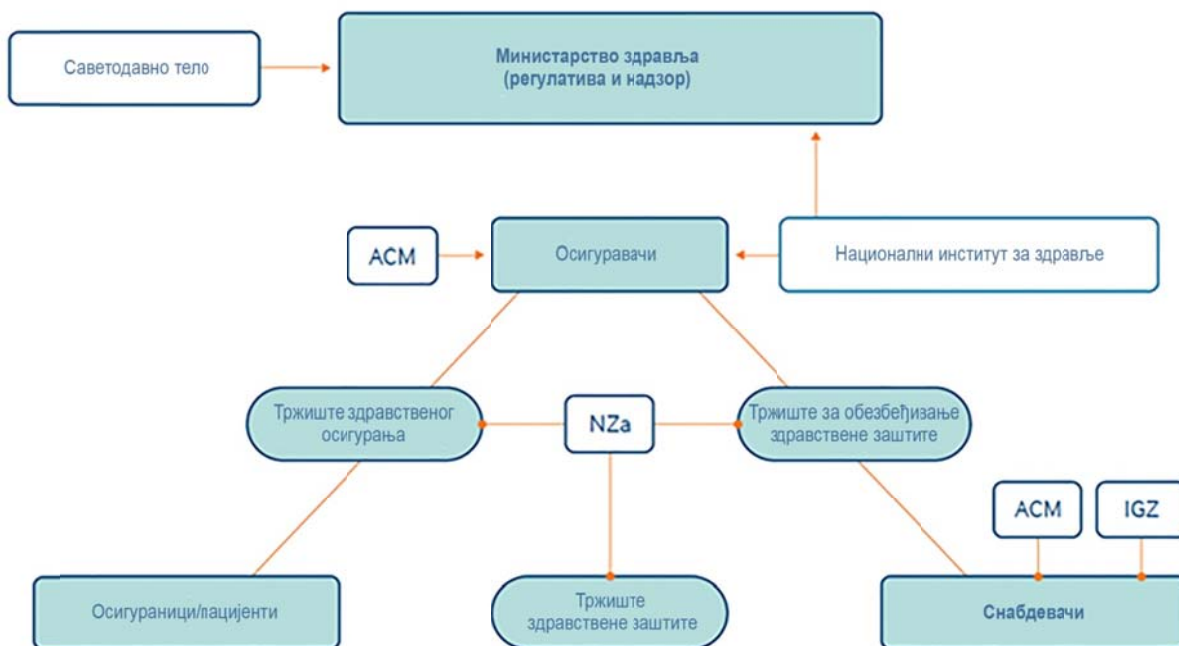 Саветодавно тело
Министарство здравља
(регулатива и надзор)
ACM
Осигуравачи
Национални институт за здравље
Тржиште здравственог
осигурања
NZa
Тржиште за обезбеђизање
здравствене заштите
ACM
IGZ
Осигураници/пацијенти
Тржиште
здравствене заштите
Снабдевачи